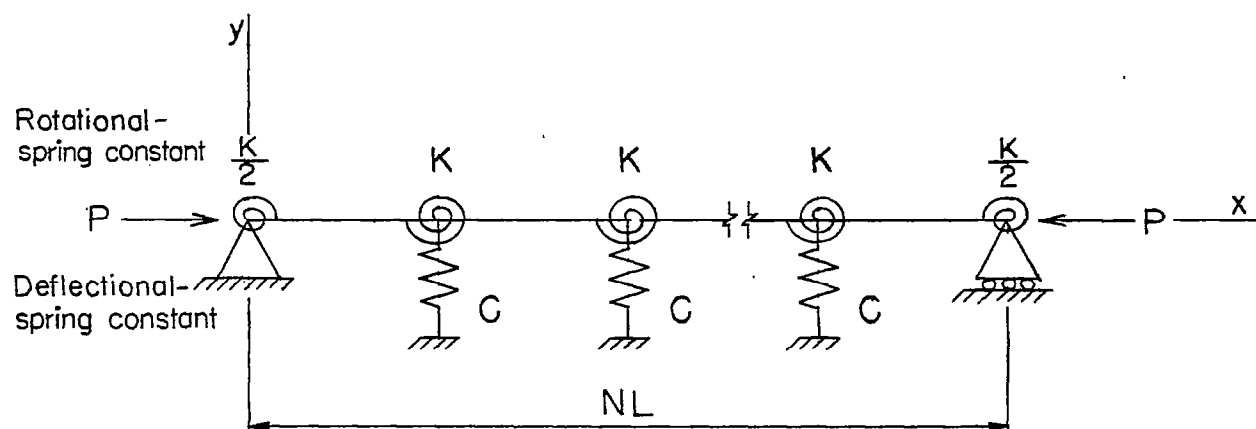 y
Rotational-
spring constant
K/2
K
K
K
K/2
P
P
x
Deflectional-
spring constant
C
C
C
NL